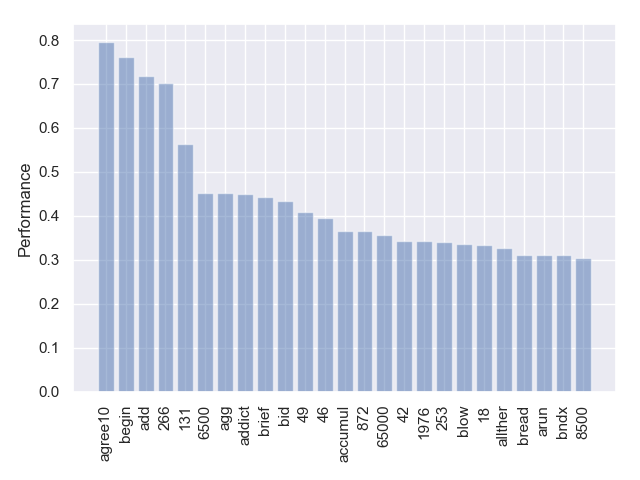 0.8
0.7
0.6
0.5
0.4
0.3
0.2
0.1
0.0
Performance
agree10
begin
add
266
131
6500
agg
addict
brief
bid
49
46
accumul
872
65000
42
1976
253
blow
18
allther
bread
arun
bndx
8500